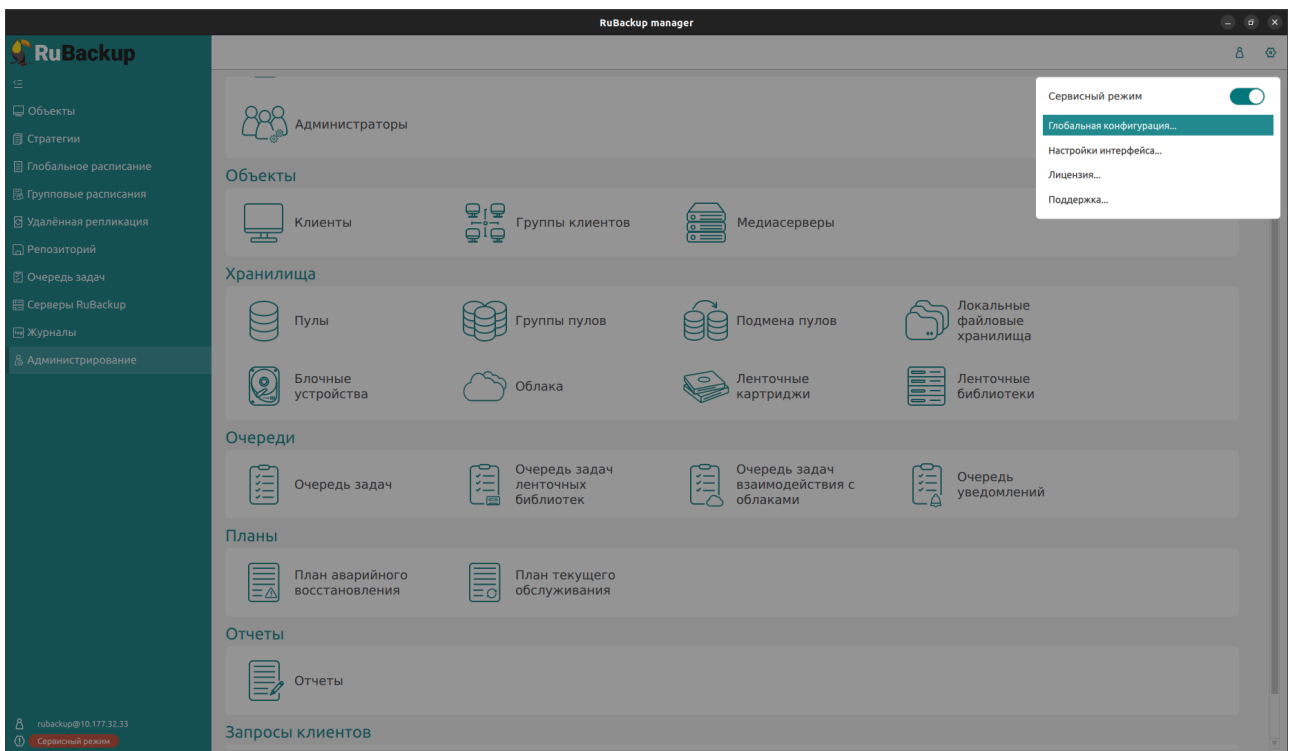 RuBackup manager
RuBackup
Объекты
Стратегии
Глобальное расписание
Групповые расписания
Удалённая репликация
Репозиторий
Очередь задач
Серверы RuBackup
Журналы
Администрирование
rubackup@10.177.32.33
Сервисный режим
Администраторы
Объекты
Клиенты
Группы клиентов
Медиасерверы
Хранилища
Пулы
Группы пулов
Подмена пулов
Локальные
файловые
хранилища
Блочные
устройства
Облака
Ленточные
картриджи
Ленточные
библиотеки
Очереди
Очередь задач
Очередь задач
ленточных
библиотек
Очередь задач
взаимодействия с
облаками
Очередь
уведомлений
Планы
План аварийного
восстановления
План текущего
обслуживания
Отчеты
Отчеты
Запросы клиентов
Сервисный режим
Глобальная конфигурация...
Настройки интерфейса...
Лицензия...
Поддержка...